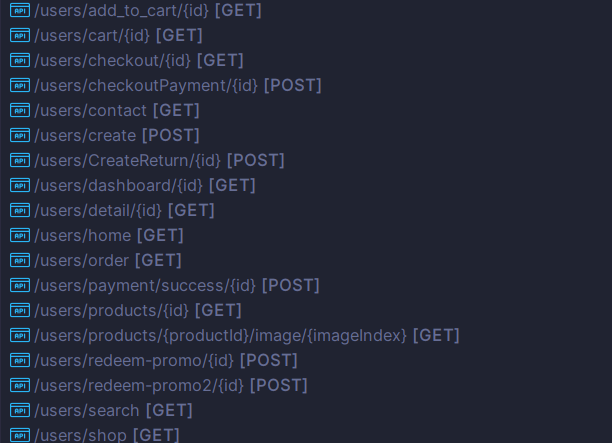 API /users/add_to_cart/{id} [GET]
API /users/cart/{id} [GET]
API /users/checkout/{id} [GET]
API /users/checkoutPayment/{id} [POST]
API /users/contact [GET]
API /users/create [POST]
API /users/CreateReturn/{id} [POST]
API /users/dashboard/{id} [GET]
API /users/detail/{id} [GET]
API /users/home [GET]
API /users/order [GET]
API /users/payment/success/{id} [POST]
API /users/products/{id} [GET]
API /users/products/{productId}/image/{imageIndex} [GET]
API /users/redeem-promo/{id} [POST]
API /users/redeem-promo2/{id} [POST]
API /users/search [GET]
API /users/shop [GET]